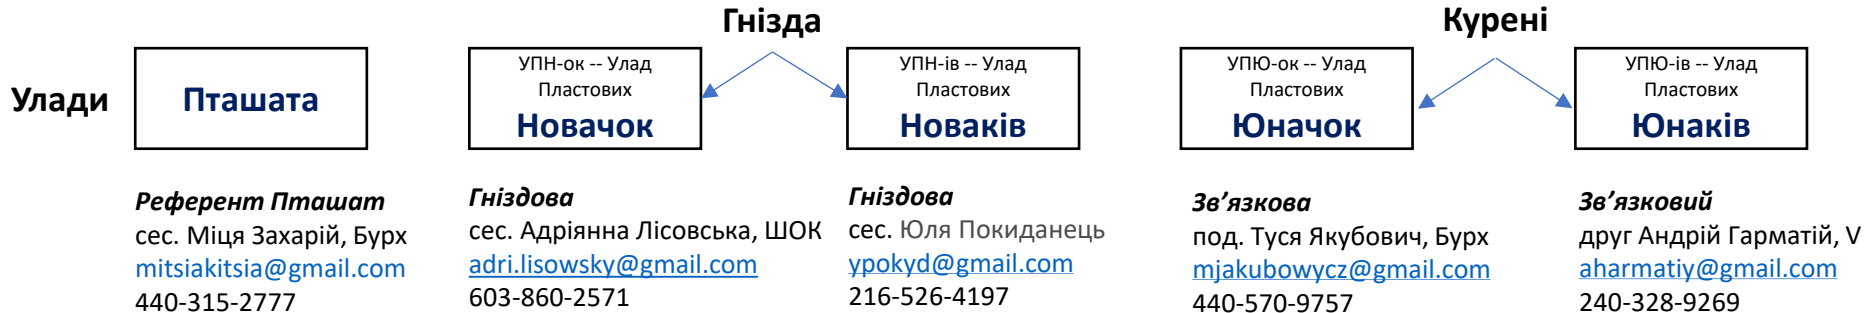 Гнізда
Курені
Улади
Пташата
УПН-ок -- Улад
Пластових
Новачок
УПН-ів -- Улад
Пластових
Новаків
УПЮ-ок -- Улад
Пластових
Юначок
УПЮ-ів -- Улад
Пластових
Юнаків
Референт Пташат
сес. Міця Захарій, Бурх
mitsiakitsia@gmail.com
440-315-2777
Гніздова
сес. Адріянна Лісовська, ШОК
adri.lisowsky@gmail.com
603-860-2571
Гніздова
сес. Юля Покиданець
ypokyd@gmail.com
216-526-4197
Зв’язкова
под. Туся Якубович, Бурх
mjakubowycz@gmail.com
440-570-9757
Зв’язковий
друг Андрій Гарматій, V
aharmatiy@gmail.com
240-328-9269